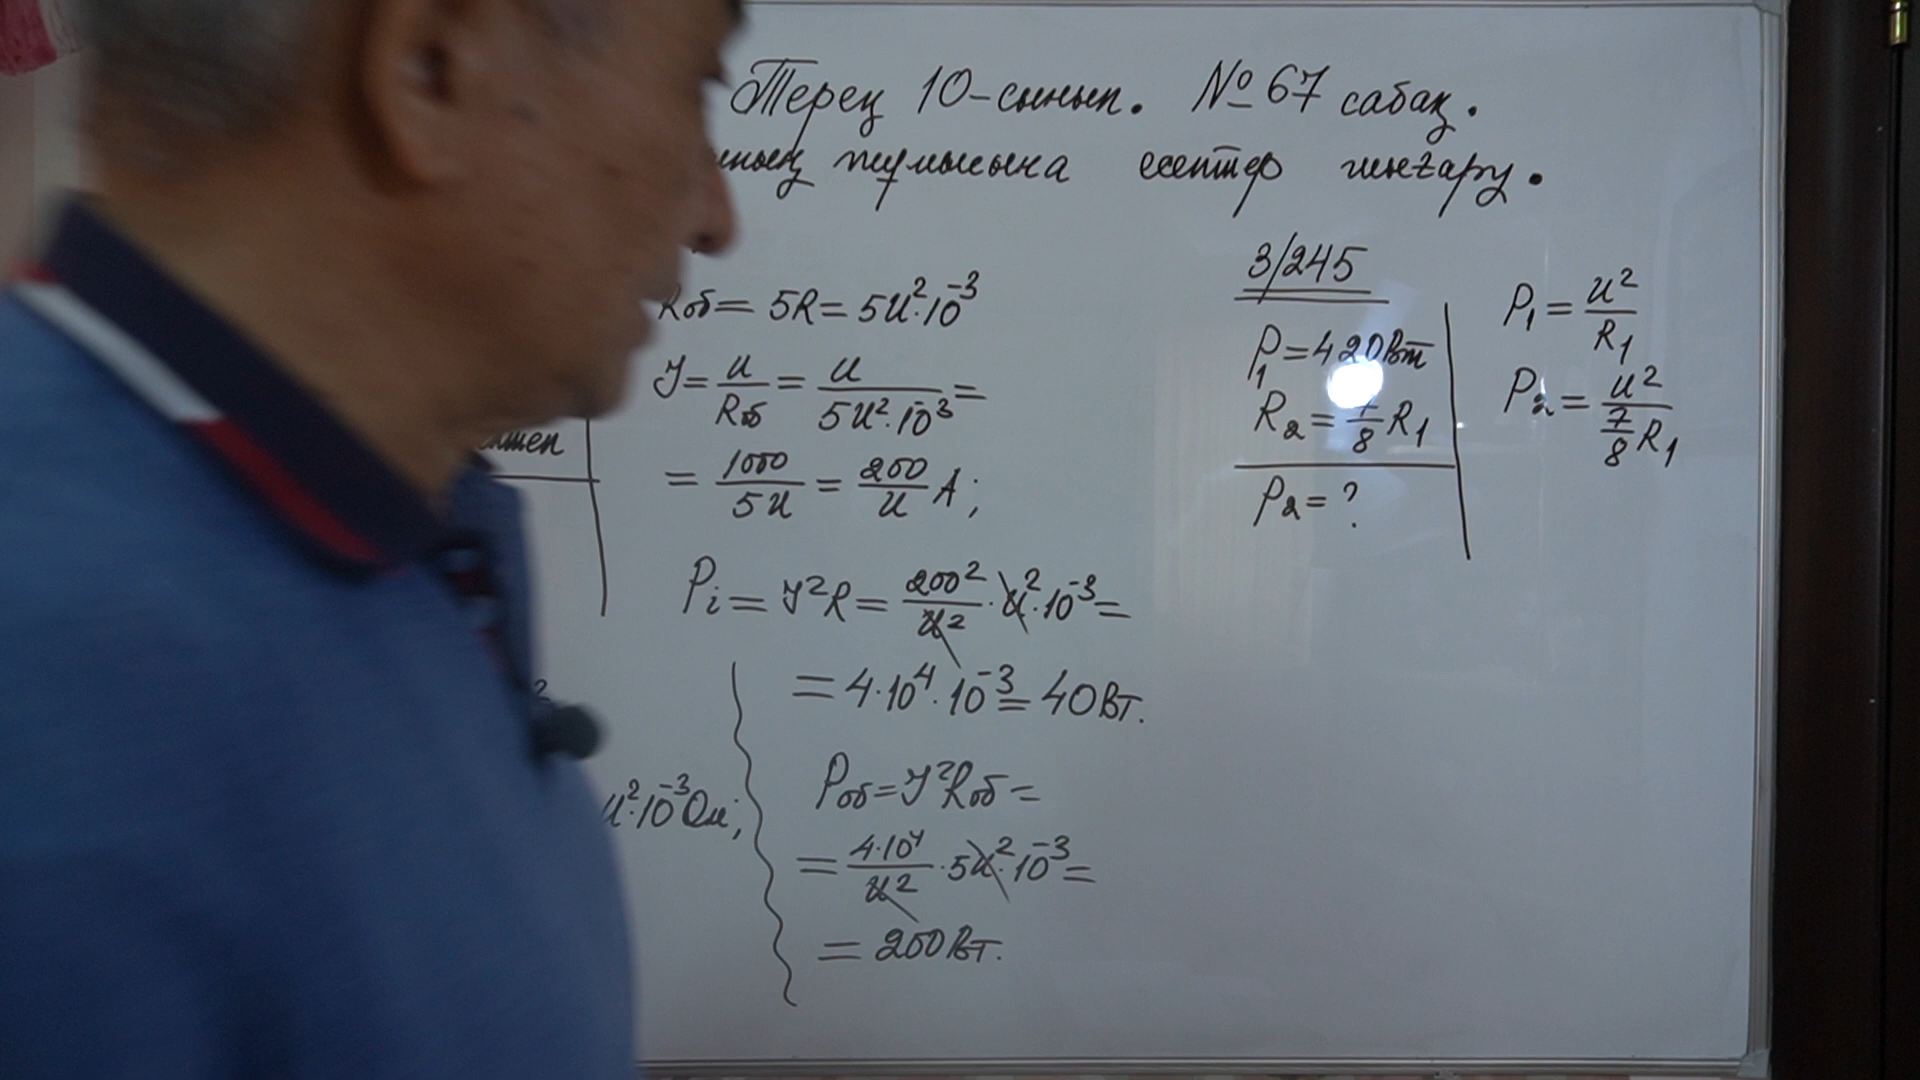 Терең 10-сынып. № 67 сабақ.
жұмысына есептер шығару.
Rоб = 5R = 5U²·10⁻³
J = U/Rоб = U/(5U²·10⁻³) =
= 1000/(5U) = 200/U A;
Pi = J²R = 200²/U² · U²·10⁻³ =
= 4·10⁴·10⁻³ = 40Вт.
U²·10⁻³Ом;
Pоб = J²Rоб =
= 4·10⁴/U² · 5U²·10⁻³ =
= 200Вт.
3/245
P₁ = 420Вт
R₂ = 7/8 R₁
P₂ = ?
P₁ = U²/R₁
P₂ = U²/(7/8 R₁)